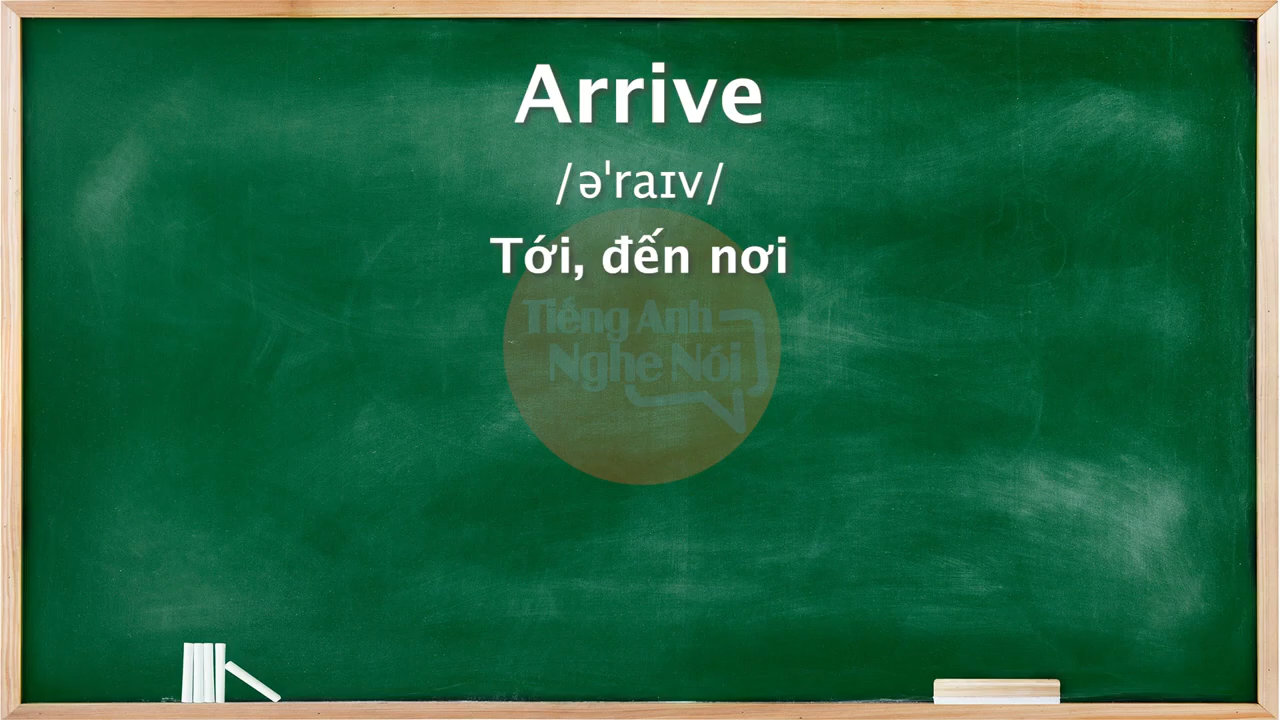 Arrive
/əˈraɪv/
Tới, đến nơi
Tiếng Anh
Nghe Nói